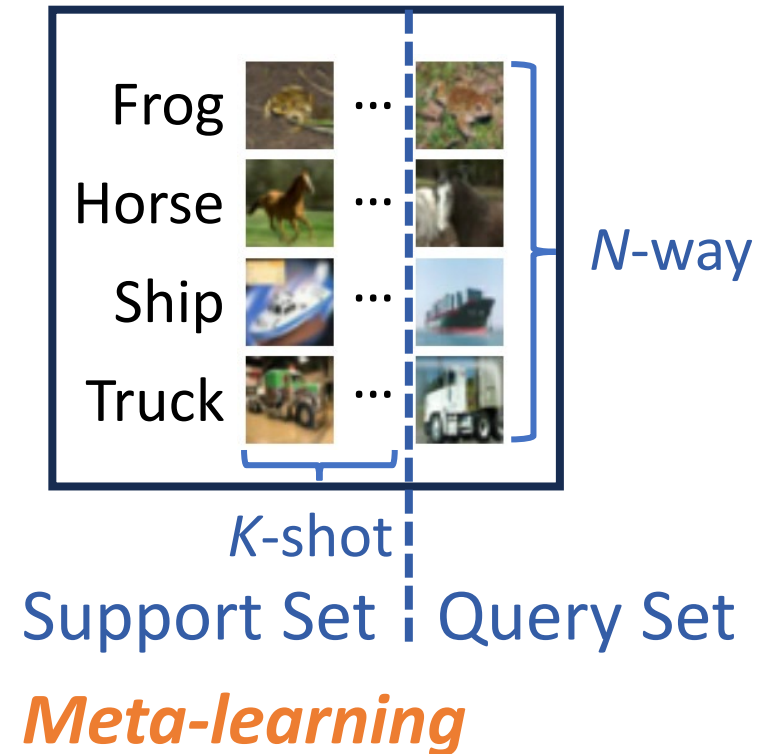 Frog ...
Horse ...
N-way
Ship ...
Truck ...
K-shot
Support Set Query Set
Meta-learning